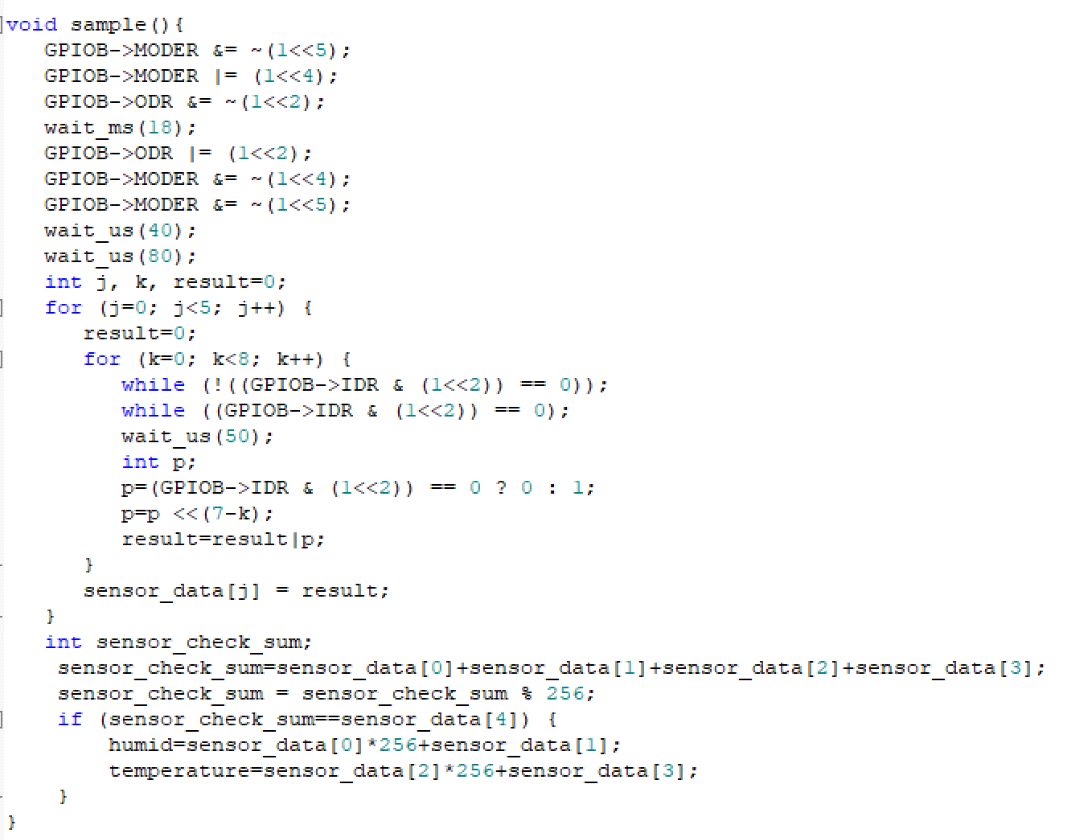 void sample(){
GPIOB->MODER &= ~(1<<5);
GPIOB->MODER |= (1<<4);
GPIOB->ODR &= ~(1<<2);
wait_ms(18);
GPIOB->ODR |= (1<<2);
GPIOB->MODER &= ~(1<<4);
GPIOB->MODER &= ~(1<<5);
wait_us(40);
wait_us(80);
int j, k, result=0;
for (j=0; j<5; j++) {
result=0;
for (k=0; k<8; k++) {
while (!((GPIOB->IDR & (1<<2)) == 0));
while ((GPIOB->IDR & (1<<2)) == 0);
wait_us(50);
int p;
p=(GPIOB->IDR & (1<<2)) == 0 ? 0 : 1;
p=p <<(7-k);
result=result|p;
}
sensor_data[j] = result;
}
int sensor_check_sum;
sensor_check_sum=sensor_data[0]+sensor_data[1]+sensor_data[2]+sensor_data[3];
sensor_check_sum = sensor_check_sum % 256;
if (sensor_check_sum==sensor_data[4]) {
humid=sensor_data[0]*256+sensor_data[1];
temperature=sensor_data[2]*256+sensor_data[3];
}
}